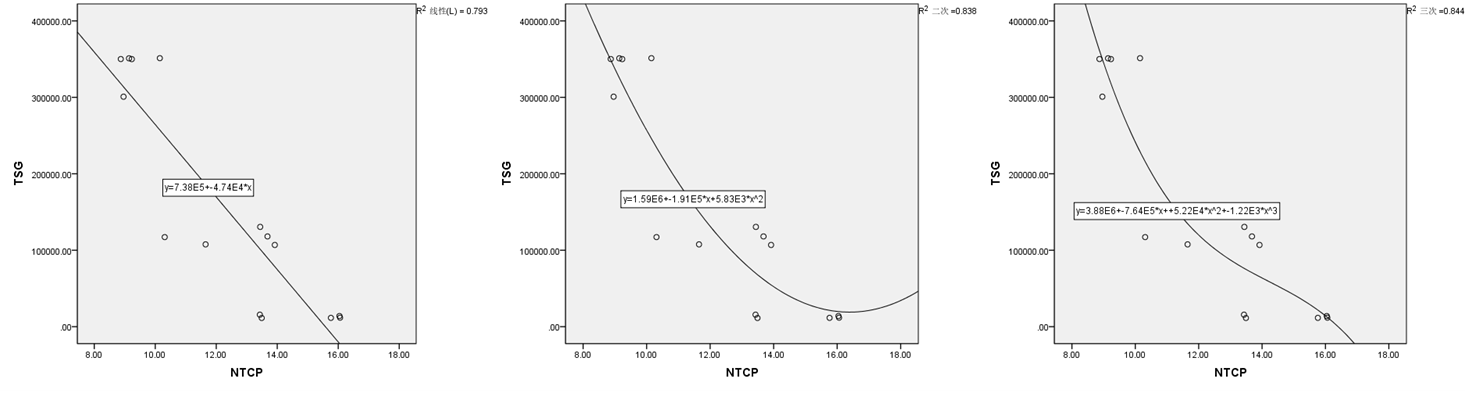 R² 线性(L) = 0.793
400000.00
300000.00
200000.00
100000.00
.00
TSG
y=7.38E5+-4.74E4*x
8.00 10.00 12.00 14.00 16.00 18.00
NTCP
R² 二次 =0.838
400000.00
300000.00
200000.00
100000.00
.00
TSG
y=1.59E6+-1.91E5*x+5.83E3*x^2
8.00 10.00 12.00 14.00 16.00 18.00
NTCP
R² 三次 =0.844
400000.00
300000.00
200000.00
100000.00
.00
TSG
y=3.88E6+-7.64E5*x++5.22E4*x^2+-1.22E3*x^3
8.00 10.00 12.00 14.00 16.00 18.00
NTCP